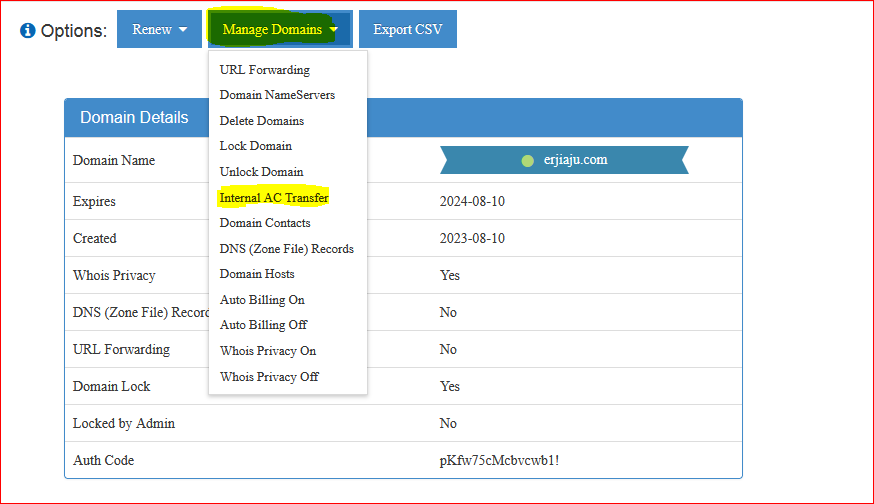 Options:
Renew
Manage Domains
Export CSV
URL Forwarding
Domain NameServers
Delete Domains
Lock Domain
Unlock Domain
Internal AC Transfer
Domain Contacts
DNS (Zone File) Records
Domain Hosts
Auto Billing On
Auto Billing Off
Whois Privacy On
Whois Privacy Off
Domain Details
Domain Name erjiaju.com
Expires 2024-08-10
Created 2023-08-10
Whois Privacy Yes
DNS (Zone File) Record No
URL Forwarding No
Domain Lock Yes
Locked by Admin No
Auth Code pKfw75cMcbvcwb1!